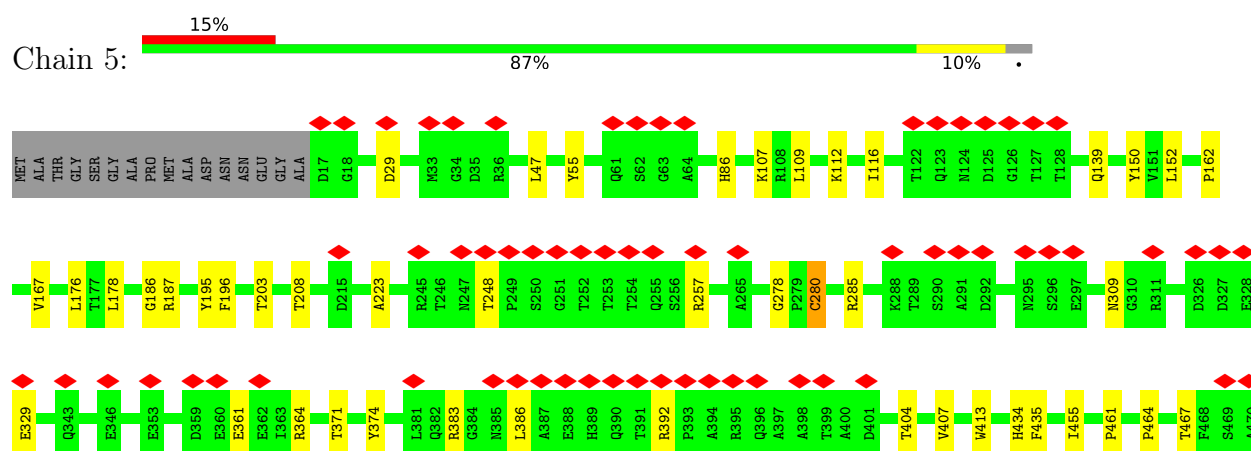 15%
Chain 5:
87% 10% •
MET ALA THR GLY SER GLY ALA PRO MET ALA ASP ASN ASN GLU GLY ALA D17 G18 D29 M33 G34 D35 R36 L47 Y55 Q61 S62 G63 A64 H86 K107 R108 L109 K112 I116 T122 Q123 N124 D125 G126 T127 T128 Q139 Y150 V151 L152 P162
V167 L176 T177 L178 G186 R187 Y195 F196 T203 T208 D215 A223 R245 T246 N247 T248 P249 S250 G251 T252 T253 T254 Q255 S256 R257 A265 G278 P279 C280 R285 K288 T289 S290 A291 D292 N295 S296 E297 N309 G310 R311 D326 D327 E328
E329 Q343 E346 E353 D359 E360 E361 E362 I363 R364 T371 Y374 L381 Q382 R383 G384 N385 L386 A387 E388 H389 Q390 T391 R392 P393 A394 R395 Q396 A397 A398 T399 A400 D401 T404 V407 W413 H434 F435 I455 P461 P464 T467 F468 S469 A470